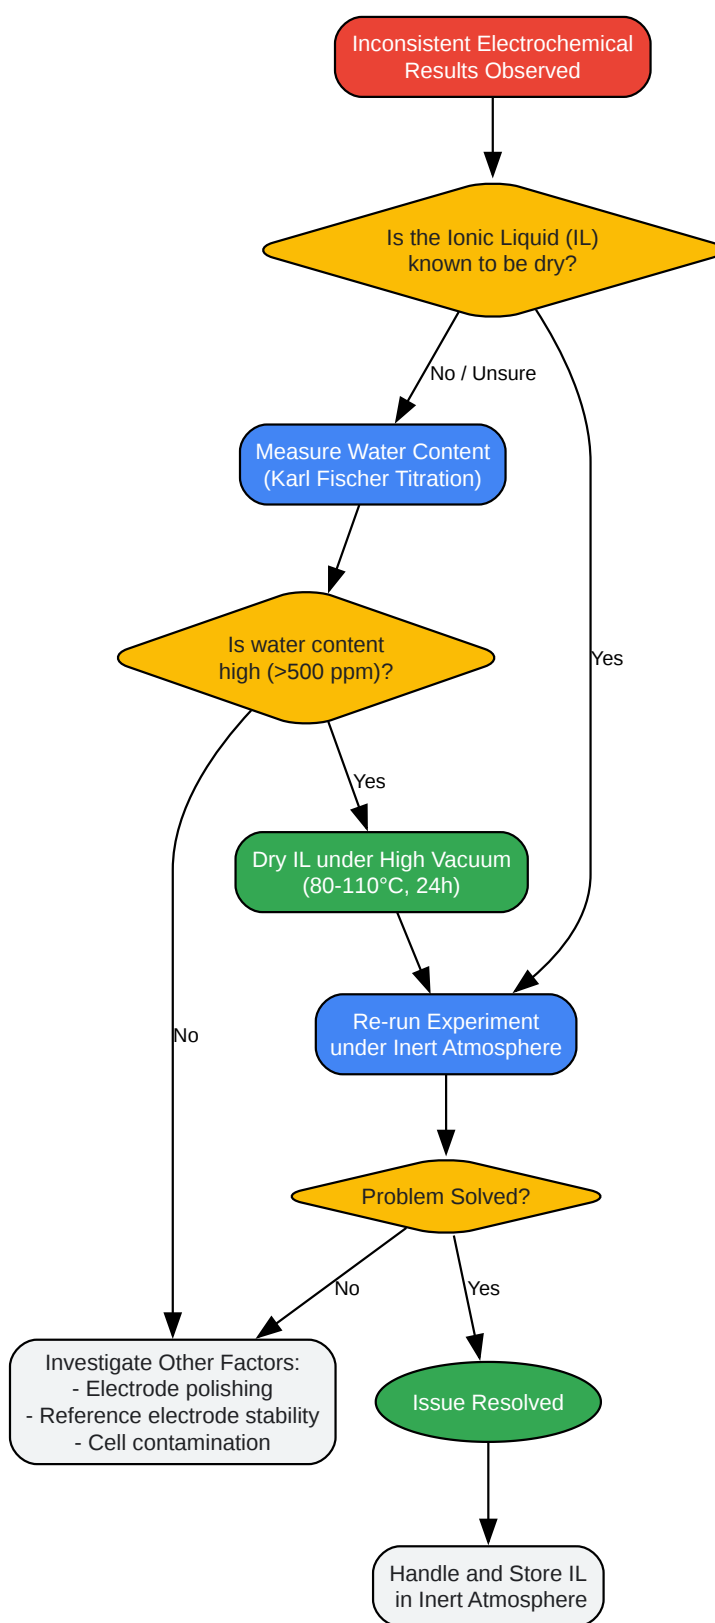 Inconsistent Electrochemical
Results Observed
Is the Ionic Liquid (IL)
known to be dry?
No / Unsure
Measure Water Content
(Karl Fischer Titration)
Is water content
high (>500 ppm)?
Yes
Yes
Dry IL under High Vacuum
(80-110°C, 24h)
No
Re-run Experiment
under Inert Atmosphere
Problem Solved?
No
Yes
Investigate Other Factors:
- Electrode polishing
- Reference electrode stability
- Cell contamination
Issue Resolved
Handle and Store IL
in Inert Atmosphere